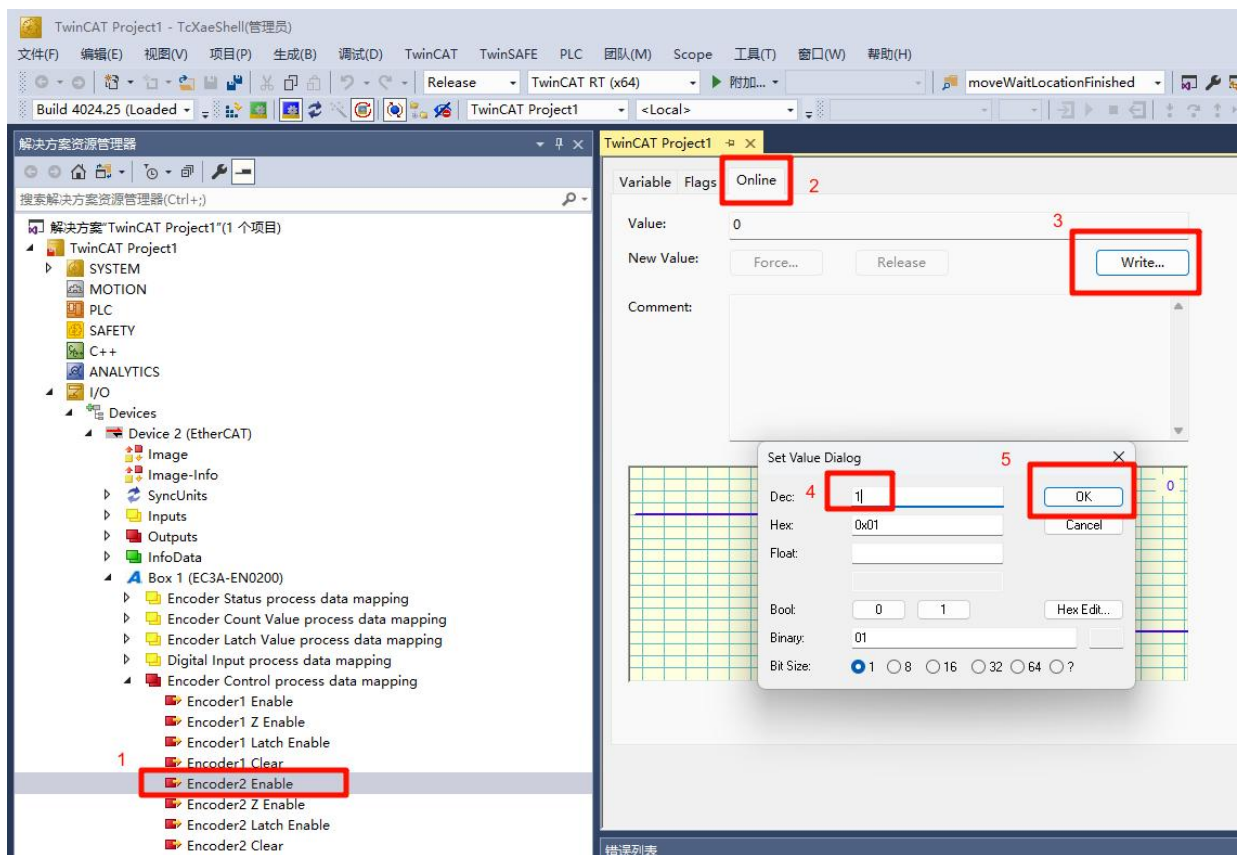 TwinCAT Project1 - TcXaeShell(管理员)
文件(F) 编辑(E) 视图(V) 项目(P) 生成(B) 调试(D) TwinCAT TwinSAFE PLC 团队(M) Scope 工具(T) 窗口(W) 帮助(H)
Release TwinCAT RT (x64) 附加... moveWaitLocationFinished
Build 4024.25 (Loaded TwinCAT Project1 <Local>
解决方案资源管理器
搜索解决方案资源管理器(Ctrl+;)
解决方案"TwinCAT Project1"(1 个项目)
TwinCAT Project1
SYSTEM
MOTION
PLC
SAFETY
C++
ANALYTICS
I/O
Devices
Device 2 (EtherCAT)
Image
Image-Info
SyncUnits
Inputs
Outputs
InfoData
Box 1 (EC3A-EN0200)
Encoder Status process data mapping
Encoder Count Value process data mapping
Encoder Latch Value process data mapping
Digital Input process data mapping
Encoder Control process data mapping
Encoder1 Enable
Encoder1 Z Enable
Encoder1 Latch Enable
1 Encoder1 Clear
Encoder2 Enable
Encoder2 Z Enable
Encoder2 Latch Enable
Encoder2 Clear
TwinCAT Project1
Variable Flags Online 2
Value: 0 3
New Value: Force... Release Write...
Comment:
Set Value Dialog 5
Dec: 4 1 OK 0
Hex: 0x01 Cancel
Float:
Bool: 0 1 Hex Edit...
Binary: 01
Bit Size: 1 8 16 32 64 ?
错误列表